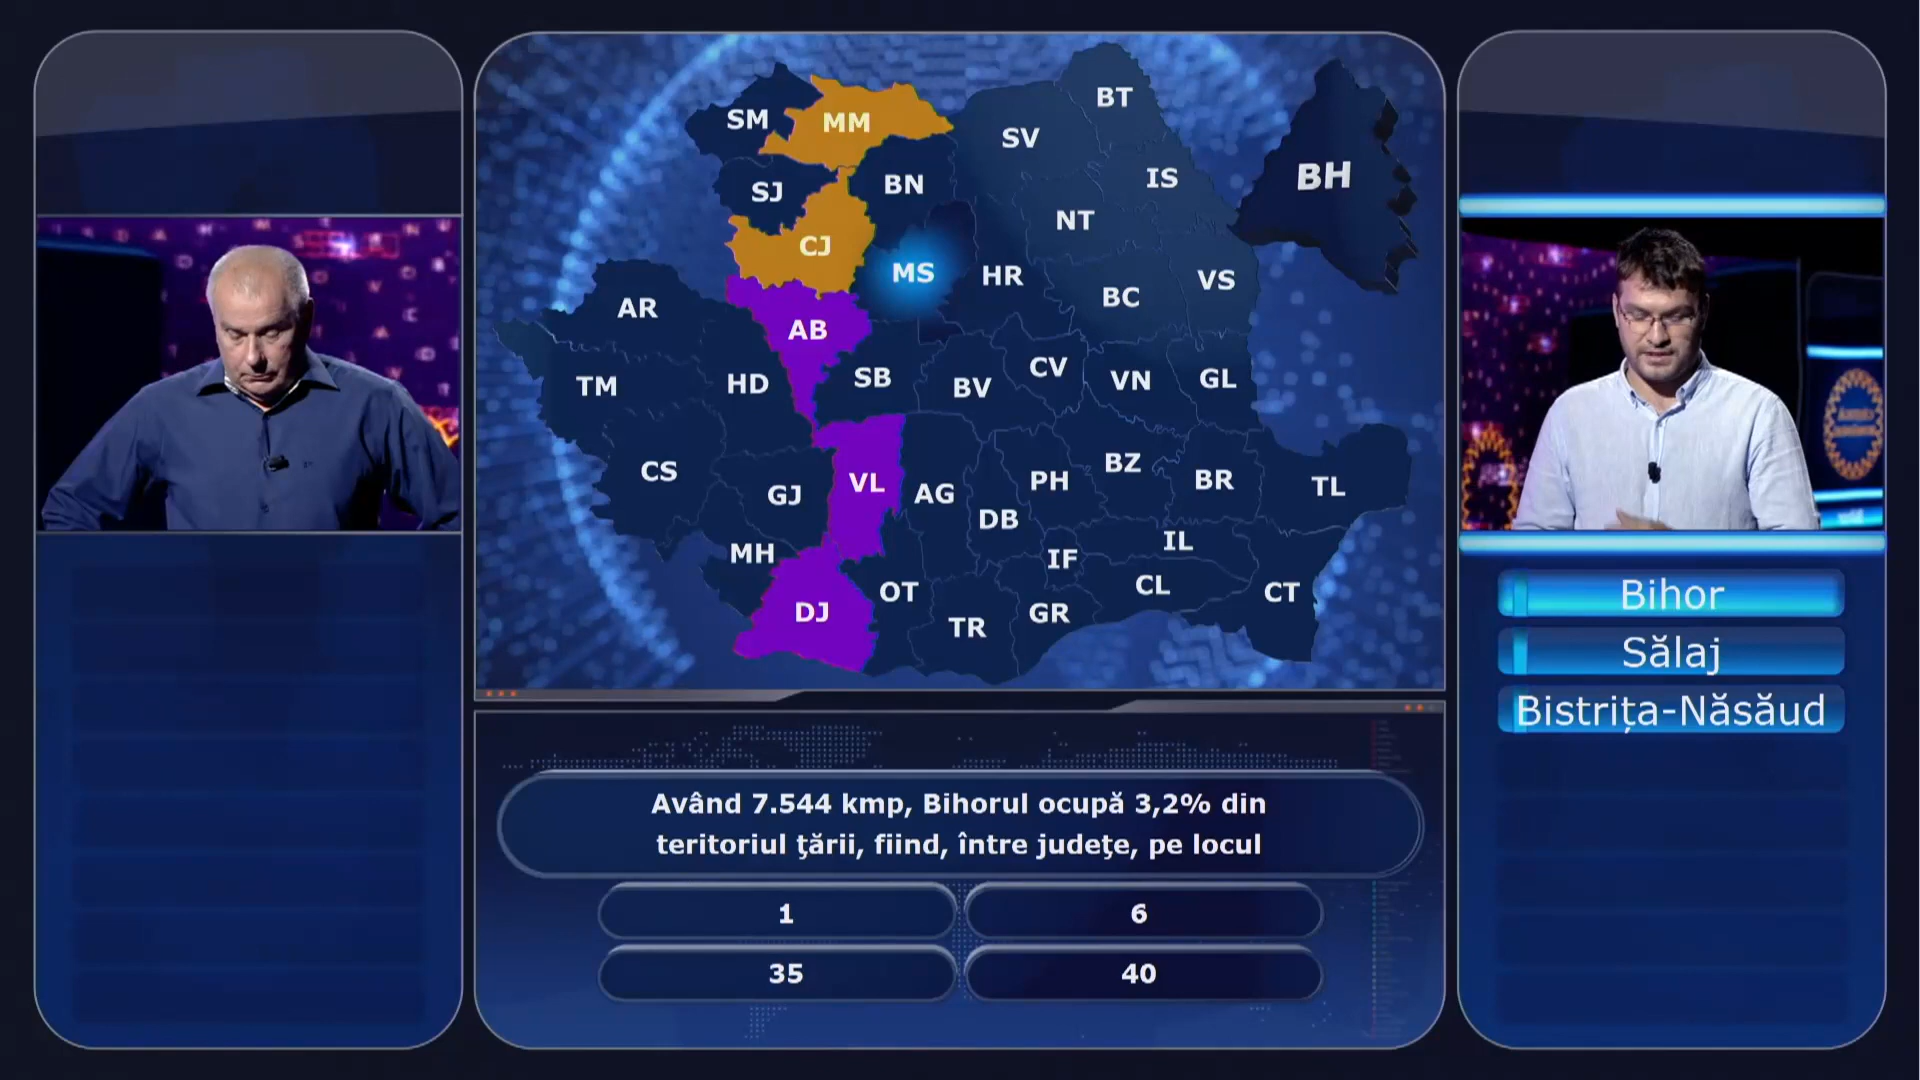 SM
MM
SV
BT
BH
SJ
BN
IS
NT
CJ
MS
HR
BC
VS
AR
AB
TM
HD
SB
BV
CV
VN
GL
CS
GJ
VL
AG
PH
BZ
BR
TL
DB
MH
IF
IL
OT
CL
CT
DJ
TR
GR
Bihor
Sălaj
Bistrița-Năsăud
Având 7.544 kmp, Bihorul ocupă 3,2% din
teritoriul ţării, fiind, între judeţe, pe locul
1
6
35
40